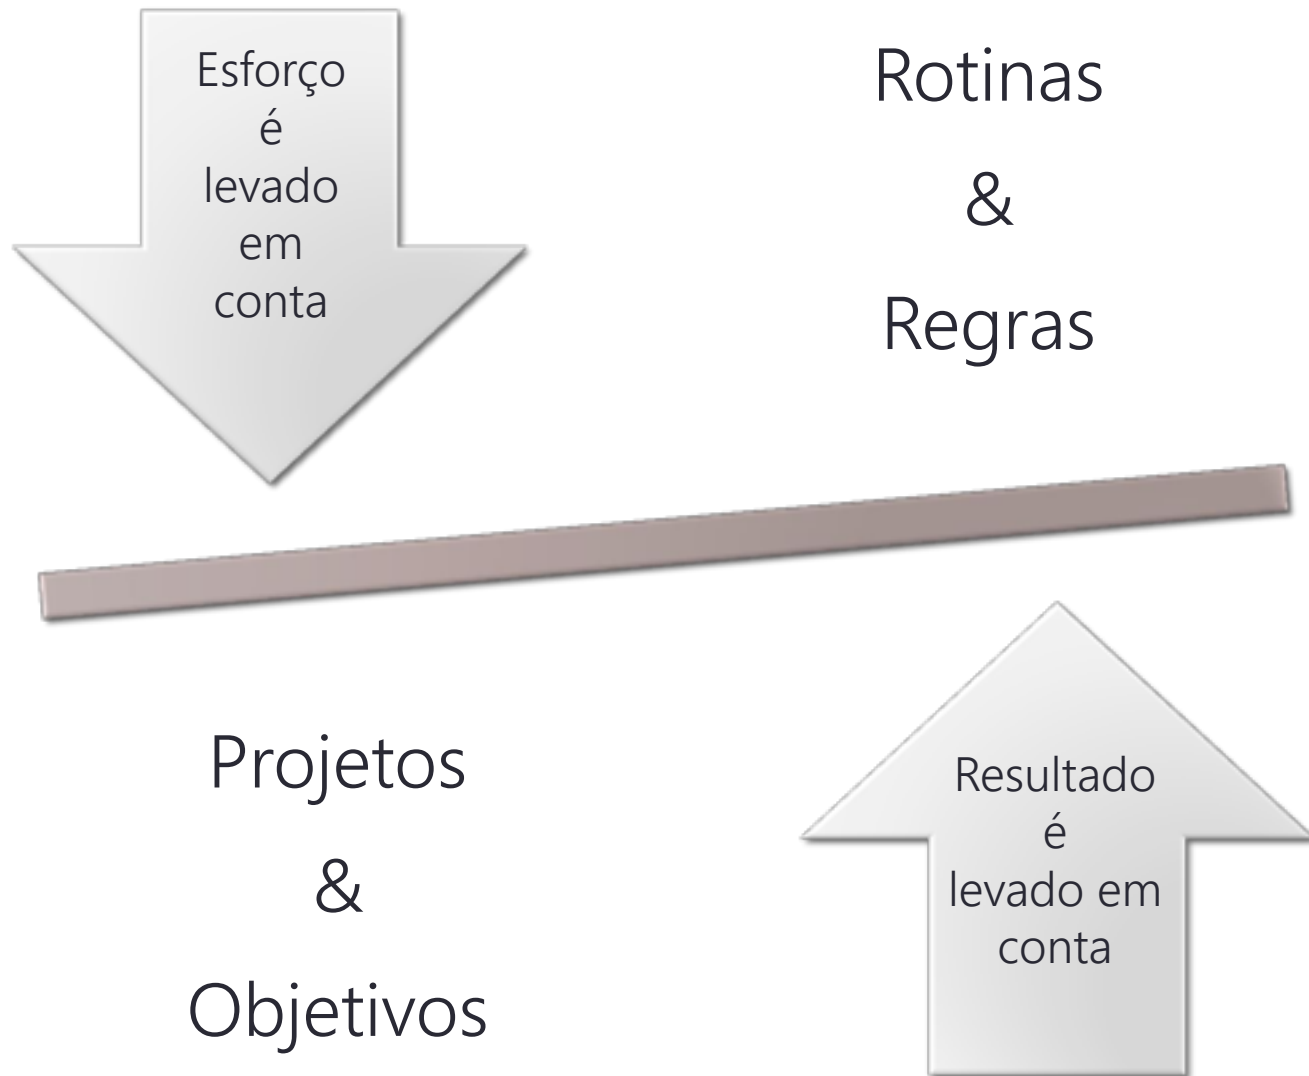 Esforço
é
levado
em
conta
Rotinas
&
Regras
Projetos
&
Objetivos
Resultado
é
levado em
conta